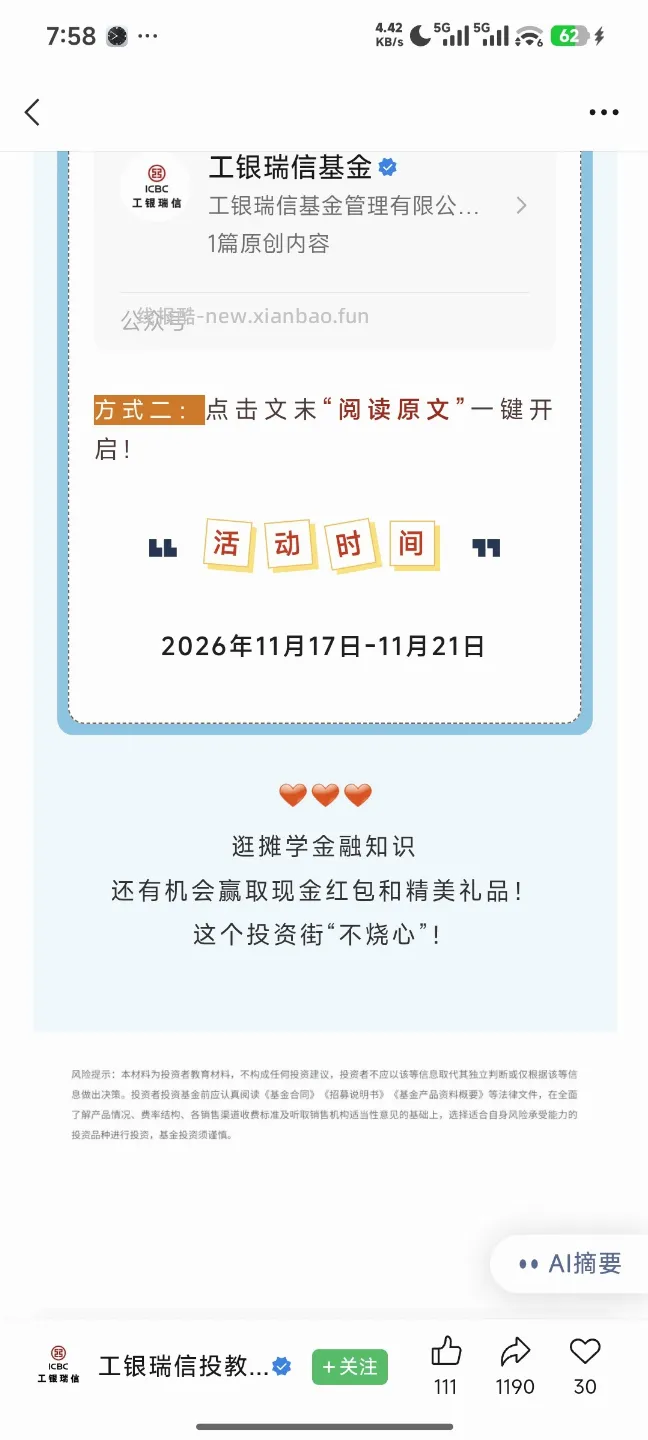 7:58 ··· 4.42 KB/s 5G 5G 6 62
ICBC
工银瑞信
工银瑞信基金
工银瑞信基金管理有限公...
1篇原创内容
公众号
线报酷-new.xianbao.fun
方式二：点击文末“阅读原文”一键开
启！
活动时间
2026年11月17日-11月21日
逛摊学金融知识
还有机会赢取现金红包和精美礼品！
这个投资街“不烧心”！
风险提示：本材料为投资者教育材料，不构成任何投资建议，投资者不应以该等信息取代其独立判断或仅根据该等信
息做出决策。投资者投资基金前应认真阅读《基金合同》《招募说明书》《基金产品资料概要》等法律文件，在全面
了解产品情况、费率结构、各销售渠道收费标准及听取销售机构适当性意见的基础上，选择适合自身风险承受能力的
投资品种进行投资，基金投资须谨慎。
AI摘要
ICBC
工银瑞信
工银瑞信投教...
+关注
111
1190
30